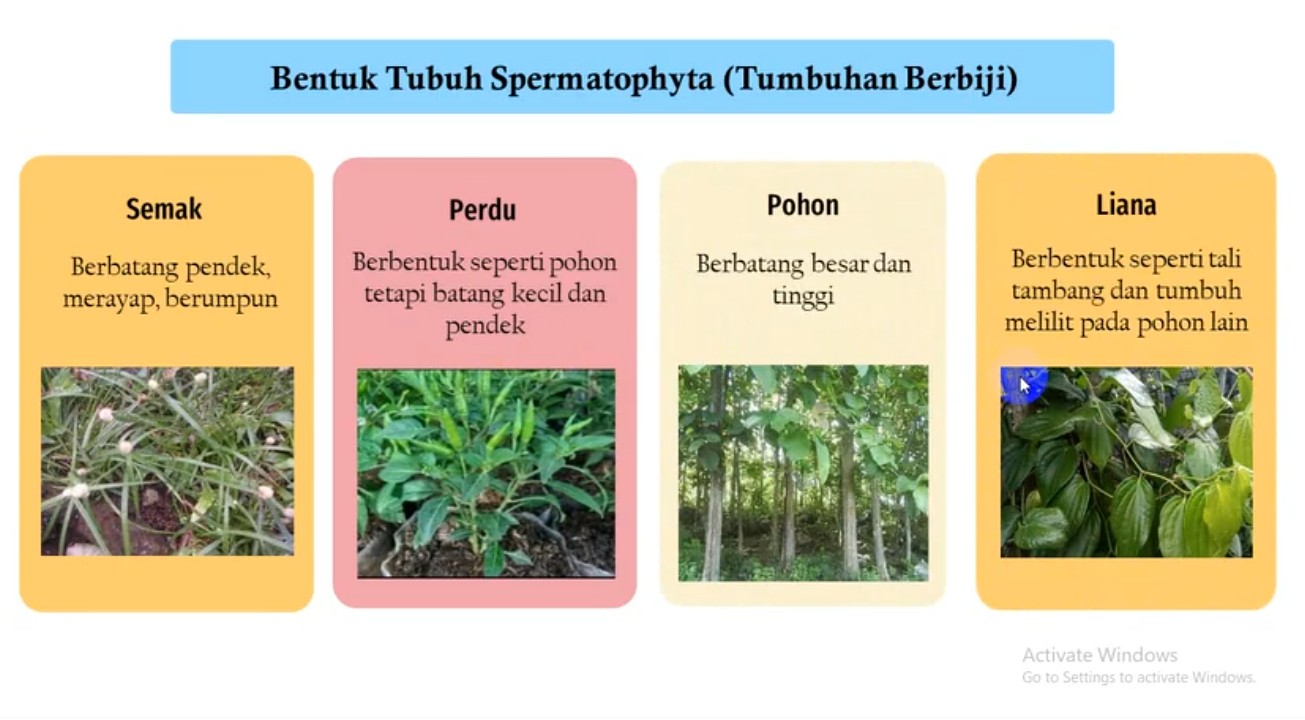 Bentuk Tubuh Spermatophyta (Tumbuhan Berbiji)
Semak
Berbatang pendek,
merayap, berumpun
Perdu
Berbentuk seperti pohon
tetapi batang kecil dan
pendek
Pohon
Berbatang besar dan
tinggi
Liana
Berbentuk seperti tali
tambang dan tumbuh
melilit pada pohon lain
Activate Windows
Go to Settings to activate Windows.